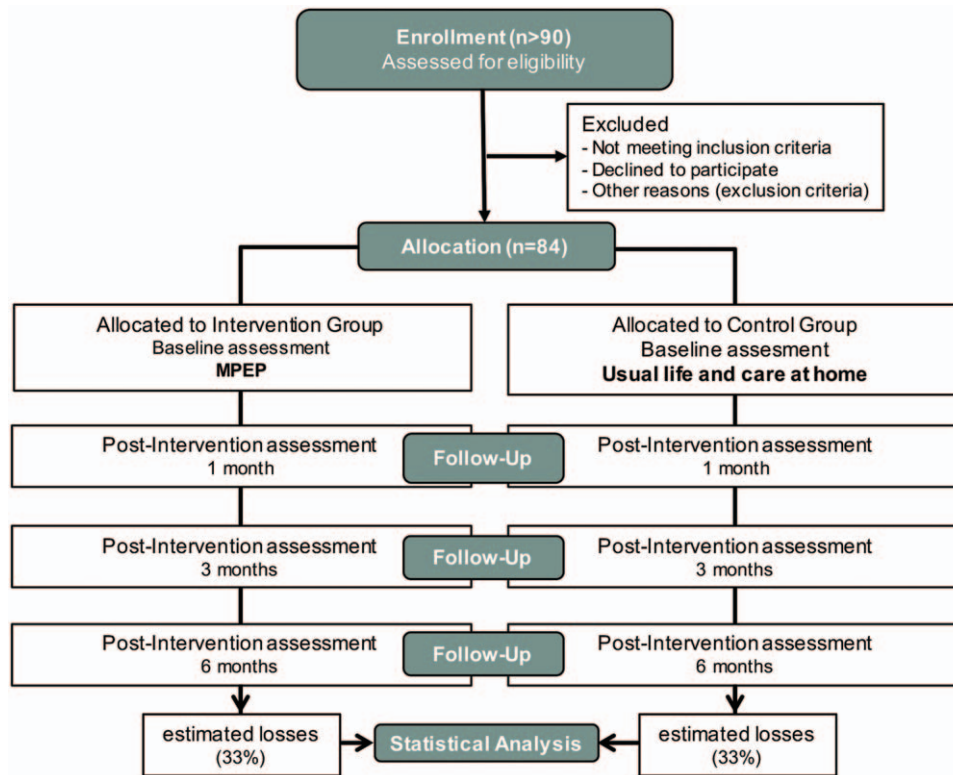 Enrollment (n>90)
Assessed for eligibility
Excluded
- Not meeting inclusion criteria
- Declined to participate
- Other reasons (exclusion criteria)
Allocation (n=84)
Allocated to Intervention Group
Baseline assessment
MPEP
Allocated to Control Group
Baseline assesment
Usual life and care at home
Post-Intervention assessment
1 month
Follow-Up
Post-Intervention assessment
1 month
Post-Intervention assessment
3 months
Follow-Up
Post-Intervention assessment
3 months
Post-Intervention assessment
6 months
Follow-Up
Post-Intervention assessment
6 months
estimated losses
(33%)
Statistical Analysis
estimated losses
(33%)